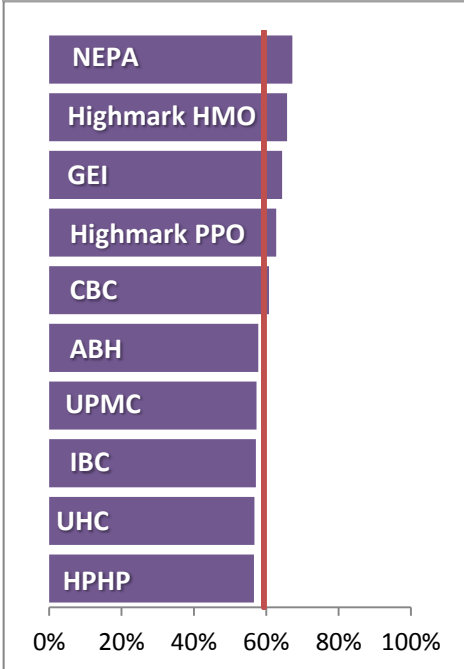 NEPA
Highmark HMO
GEI
Highmark PPO
CBC
ABH
UPMC
IBC
UHC
HPHP
0% 20% 40% 60% 80% 100%